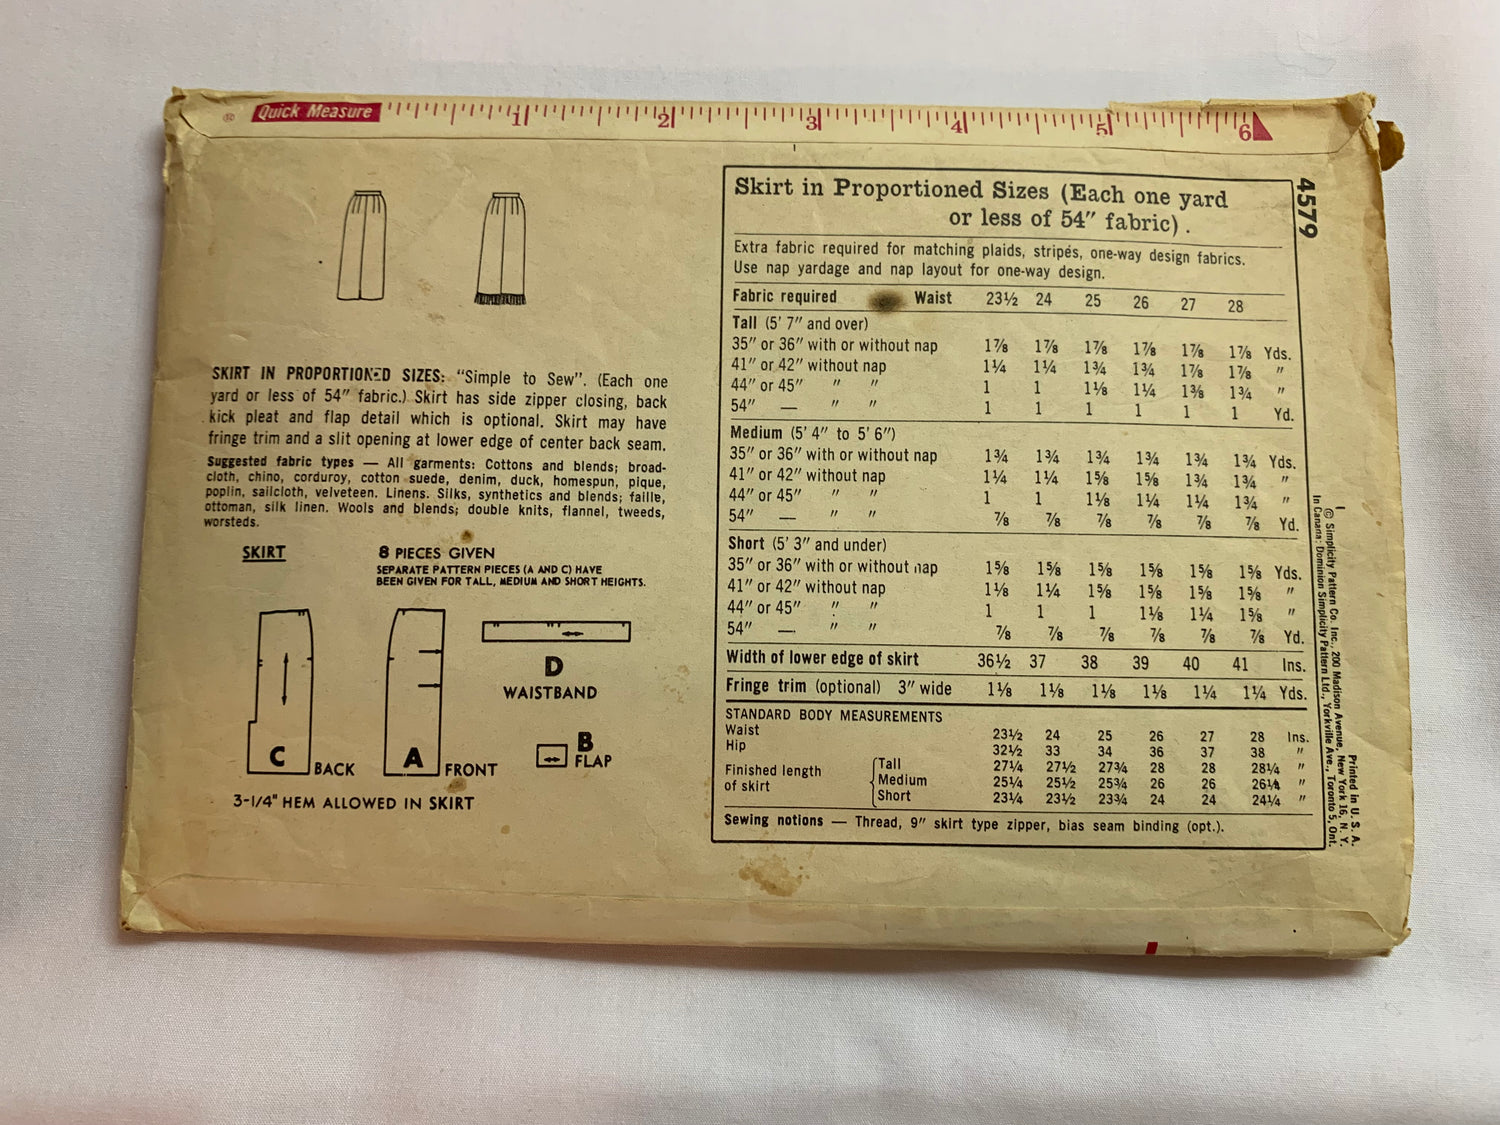 ® Quick Measure 1 2 3 4 5 6
SKIRT IN PROPORTIONED SIZES: "Simple to Sew". (Each one
yard or less of 54" fabric.) Skirt has side zipper closing, back
kick pleat and flap detail which is optional. Skirt may have
fringe trim and a slit opening at lower edge of center back seam.
Suggested fabric types — All garments: Cottons and blends; broad-
cloth, chino, corduroy, cotton suede, denim, duck, homespun, pique,
poplin, sailcloth, velveteen. Linens. Silks, synthetics and blends; faille,
ottoman, silk linen. Wools and blends; double knits, flannel, tweeds,
worsteds.
SKIRT 8 PIECES GIVEN
SEPARATE PATTERN PIECES (A AND C) HAVE
BEEN GIVEN FOR TALL, MEDIUM AND SHORT HEIGHTS.
D
WAISTBAND
C BACK
A FRONT
B
FLAP
3-1/4" HEM ALLOWED IN SKIRT
4579
Skirt in Proportioned Sizes (Each one yard
or less of 54" fabric).
Extra fabric required for matching plaids, stripes, one-way design fabrics.
Use nap yardage and nap layout for one-way design.
Fabric required Waist 23½ 24 25 26 27 28
Tall (5' 7" and over)
35" or 36" with or without nap 1⅞ 1⅞ 1⅞ 1⅞ 1⅞ 1⅞ Yds.
41" or 42" without nap 1¼ 1¼ 1¾ 1¾ 1⅞ 1⅞ "
44" or 45" " " 1 1 1⅛ 1¼ 1⅜ 1¾ "
54" — " " 1 1 1 1 1 1 Yd.
Medium (5' 4" to 5' 6")
35" or 36" with or without nap 1¾ 1¾ 1¾ 1¾ 1¾ 1¾ Yds.
41" or 42" without nap 1¼ 1¼ 1⅝ 1⅝ 1¾ 1¾ "
44" or 45" " " 1 1 1⅛ 1¼ 1¼ 1¾ "
54" — " " ⅞ ⅞ ⅞ ⅞ ⅞ ⅞ Yd.
Short (5' 3" and under)
35" or 36" with or without nap 1⅝ 1⅝ 1⅝ 1⅝ 1⅝ 1⅝ Yds.
41" or 42" without nap 1⅛ 1¼ 1⅝ 1⅝ 1⅝ 1⅝ "
44" or 45" " " 1 1 1 1⅛ 1¼ 1⅝ "
54" — " " ⅞ ⅞ ⅞ ⅞ ⅞ ⅞ Yd.
Width of lower edge of skirt 36½ 37 38 39 40 41 Ins.
Fringe trim (optional) 3" wide 1⅛ 1⅛ 1⅛ 1⅛ 1¼ 1¼ Yds.
STANDARD BODY MEASUREMENTS
Waist 23½ 24 25 26 27 28 Ins.
Hip 32½ 33 34 36 37 38 "
Finished length of skirt
Tall 27¼ 27½ 27¾ 28 28 28¼ "
Medium 25¼ 25½ 25¾ 26 26 26¼ "
Short 23¼ 23½ 23¾ 24 24 24¼ "
Sewing notions — Thread, 9" skirt type zipper, bias seam binding (opt.).
Printed in U. S. A.
© Simplicity Pattern Co. Inc., 200 Madison Avenue, New York 16, N. Y.
In Canada: Dominion Simplicity Pattern Ltd., Yorkville Ave., Toronto 5, Ont.